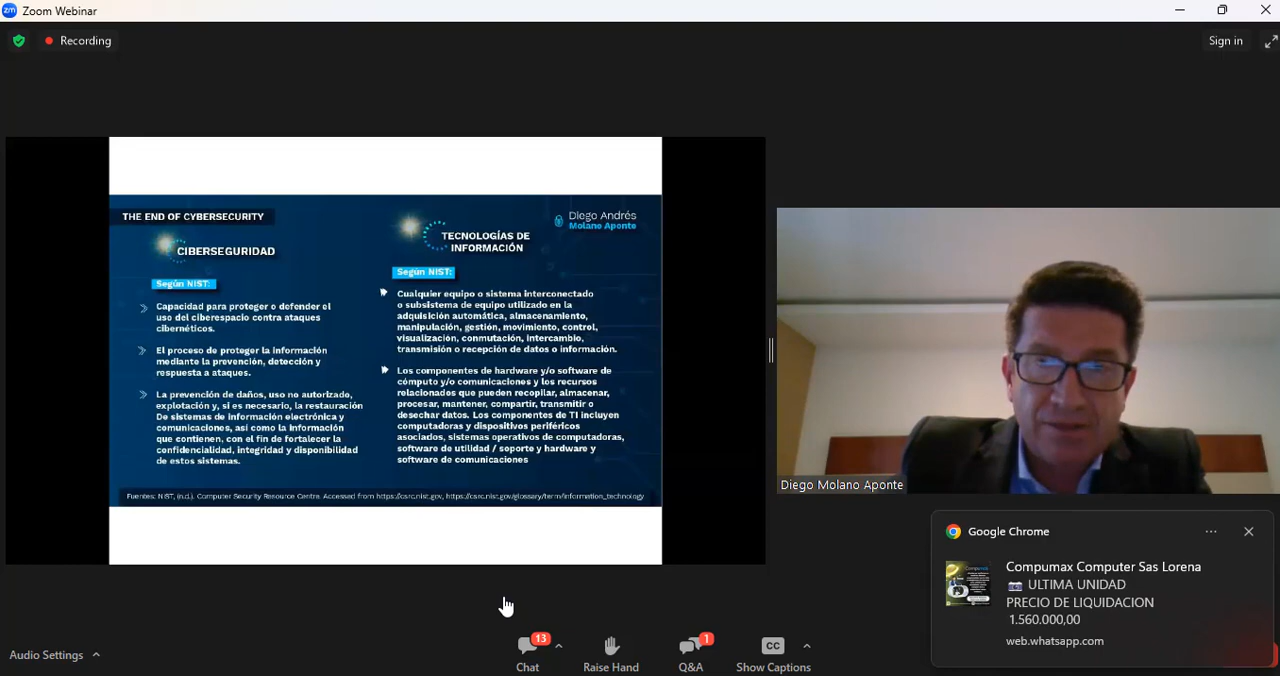 zm Zoom Webinar
Recording
Sign in
THE END OF CYBERSECURITY
Diego Andrés
Molano Aponte
CIBERSEGURIDAD
Según NIST:
Capacidad para proteger o defender el
uso del ciberespacio contra ataques
cibernéticos.
El proceso de proteger la información
mediante la prevención, detección y
respuesta a ataques.
La prevención de daños, uso no autorizado,
explotación y, si es necesario, la restauración
De sistemas de información electrónica y
comunicaciones, así como la información
que contienen, con el fin de fortalecer la
confidencialidad, integridad y disponibilidad
de estos sistemas.
TECNOLOGÍAS DE
INFORMACIÓN
Según NIST:
Cualquier equipo o sistema interconectado
o subsistema de equipo utilizado en la
adquisición automática, almacenamiento,
manipulación, gestión, movimiento, control,
visualización, conmutación, intercambio,
transmisión o recepción de datos o información.
Los componentes de hardware y/o software de
cómputo y/o comunicaciones y los recursos
relacionados que pueden recopilar, almacenar,
procesar, mantener, compartir, transmitir o
desechar datos. Los componentes de TI incluyen
computadoras y dispositivos periféricos
asociados, sistemas operativos de computadoras,
software de utilidad / soporte y hardware y
software de comunicaciones
Fuentes: NIST, (n.d.). Computer Security Resource Centre. Accessed from https://csrc.nist.gov, https://csrc.nist.gov/glossary/term/information_technology
Diego Molano Aponte
Google Chrome
Compumax Computer Sas Lorena
ULTIMA UNIDAD
PRECIO DE LIQUIDACION
1.560.000,00
web.whatsapp.com
Audio Settings
13
Chat
Raise Hand
1
Q&A
CC
Show Captions